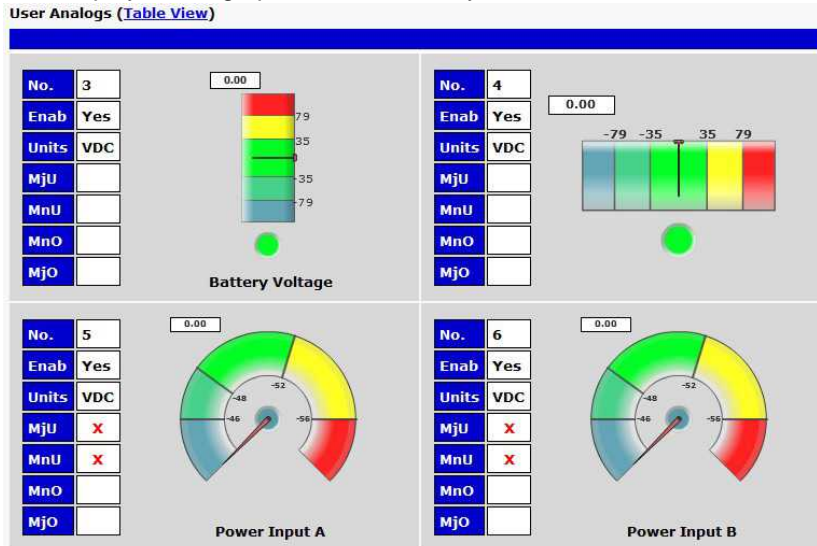 User Analogs (Table View)
No. 3
Enab Yes
Units VDC
MjU
MnU
MnO
MjO
0.00
79
35
-35
-79
Battery Voltage
No. 4
Enab Yes
Units VDC
MjU
MnU
MnO
MjO
0.00
-79 -35 35 79
No. 5
Enab Yes
Units VDC
MjU X
MnU X
MnO
MjO
0.00
-52
-48
-46 -56
Power Input A
No. 6
Enab Yes
Units VDC
MjU X
MnU X
MnO
MjO
0.00
-52
-48
-46 -56
Power Input B